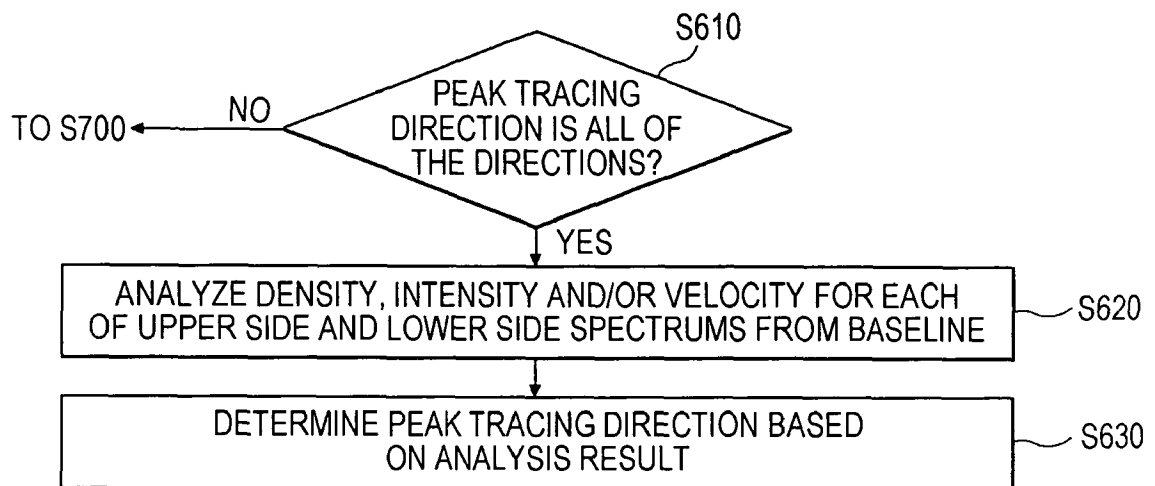 S610
PEAK TRACING
DIRECTION IS ALL OF
THE DIRECTIONS?
NO
TO S700
YES
ANALYZE DENSITY, INTENSITY AND/OR VELOCITY FOR EACH
OF UPPER SIDE AND LOWER SIDE SPECTRUMS FROM BASELINE
S620
DETERMINE PEAK TRACING DIRECTION BASED
ON ANALYSIS RESULT
S630